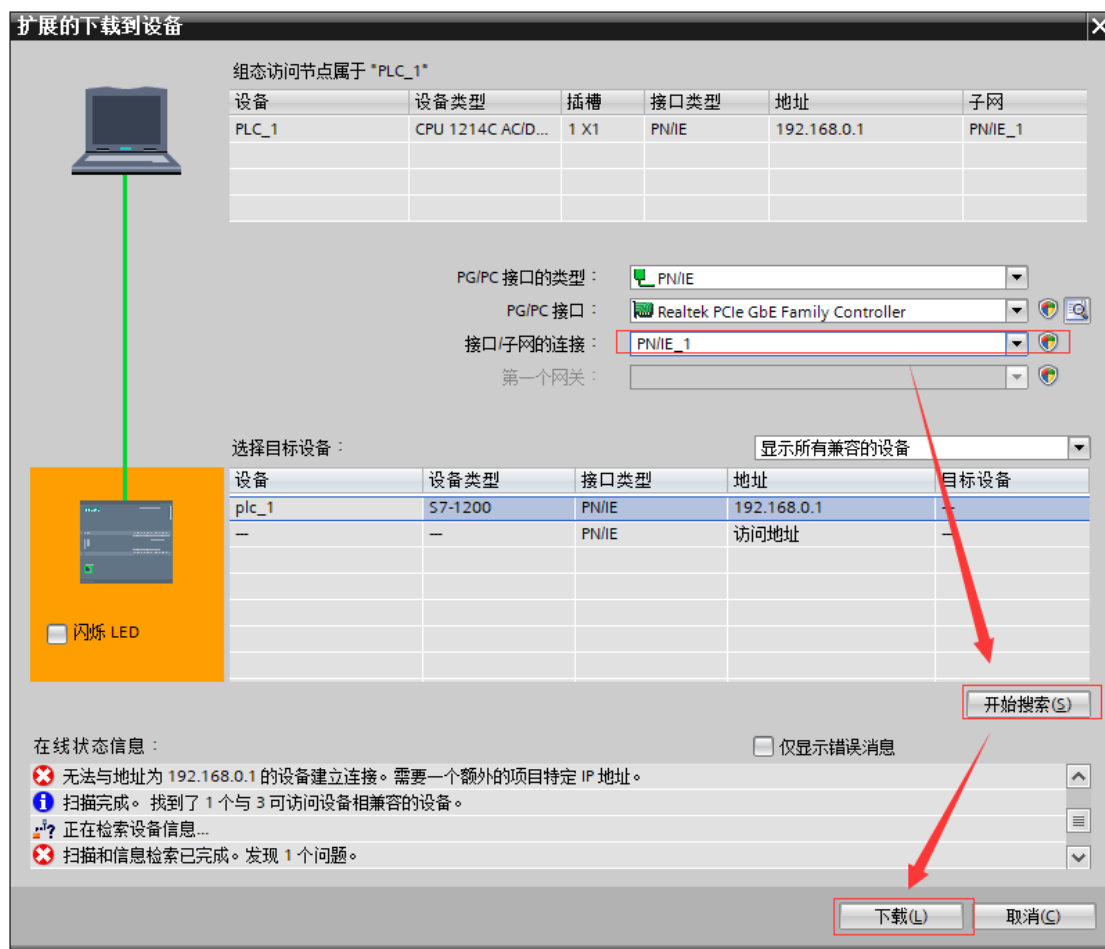 扩展的下载到设备
组态访问节点属于 "PLC_1"
设备 设备类型 插槽 接口类型 地址 子网
PLC_1 CPU 1214C AC/D... 1 X1 PN/IE 192.168.0.1 PN/IE_1
PG/PC 接口的类型： PN/IE
PG/PC 接口： Realtek PCIe GbE Family Controller
接口/子网的连接： PN/IE_1
第一个网关：
选择目标设备： 显示所有兼容的设备
设备 设备类型 接口类型 地址 目标设备
plc_1 S7-1200 PN/IE 192.168.0.1 —
— — PN/IE 访问地址 —
闪烁 LED
开始搜索(S)
在线状态信息： 仅显示错误消息
无法与地址为 192.168.0.1 的设备建立连接。需要一个额外的项目特定 IP 地址。
扫描完成。 找到了 1 个与 3 可访问设备相兼容的设备。
正在检索设备信息...
扫描和信息检索已完成。发现 1 个问题。
下载(L) 取消(C)